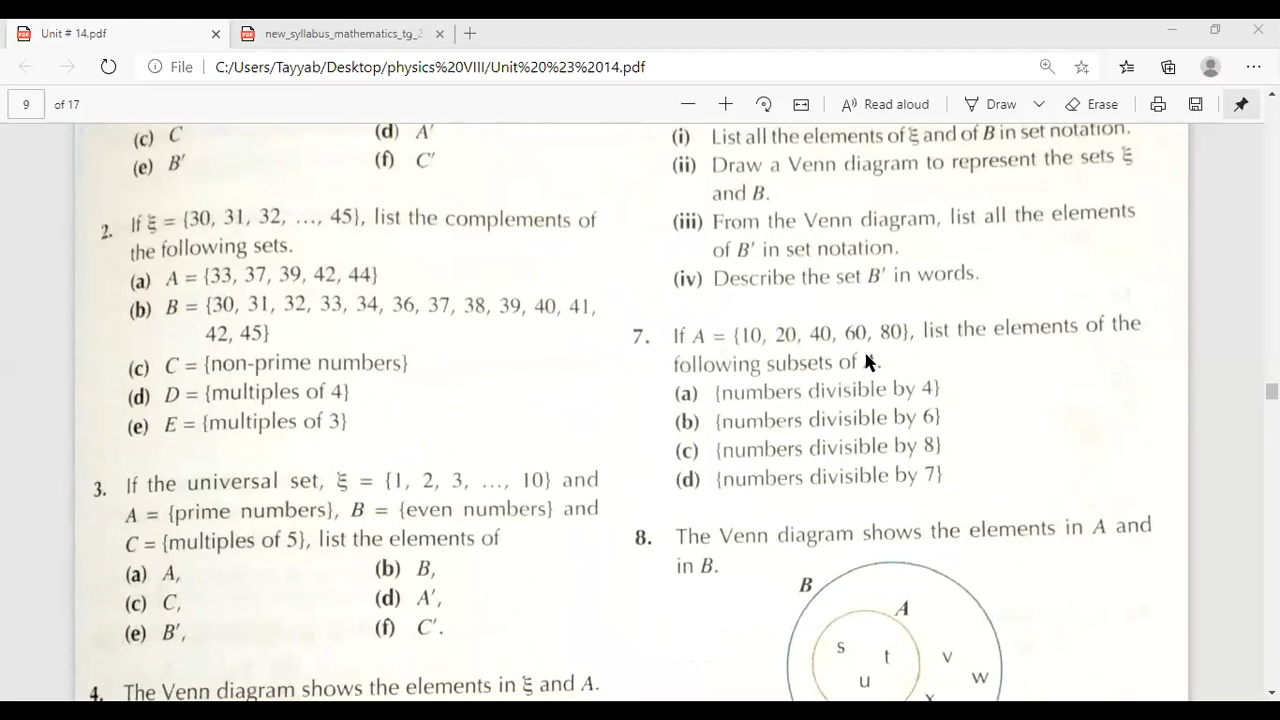 Unit # 14.pdf
new_syllabus_mathematics_tg_2
File C:/Users/Tayyab/Desktop/physics%20VIII/Unit%20%23%2014.pdf
9 of 17
Read aloud Draw Erase
(c) C (d) A′
(e) B′ (f) C′
2. If ξ = {30, 31, 32, ..., 45}, list the complements of
the following sets.
(a) A = {33, 37, 39, 42, 44}
(b) B = {30, 31, 32, 33, 34, 36, 37, 38, 39, 40, 41,
42, 45}
(c) C = {non-prime numbers}
(d) D = {multiples of 4}
(e) E = {multiples of 3}
3. If the universal set, ξ = {1, 2, 3, ..., 10} and
A = {prime numbers}, B = {even numbers} and
C = {multiples of 5}, list the elements of
(a) A, (b) B,
(c) C, (d) A′,
(e) B′, (f) C′.
4. The Venn diagram shows the elements in ξ and A.
(i) List all the elements of ξ and of B in set notation.
(ii) Draw a Venn diagram to represent the sets ξ
and B.
(iii) From the Venn diagram, list all the elements
of B′ in set notation.
(iv) Describe the set B′ in words.
7. If A = {10, 20, 40, 60, 80}, list the elements of the
following subsets of
(a) {numbers divisible by 4}
(b) {numbers divisible by 6}
(c) {numbers divisible by 8}
(d) {numbers divisible by 7}
8. The Venn diagram shows the elements in A and
in B.
B
A
s
t
v
u
w